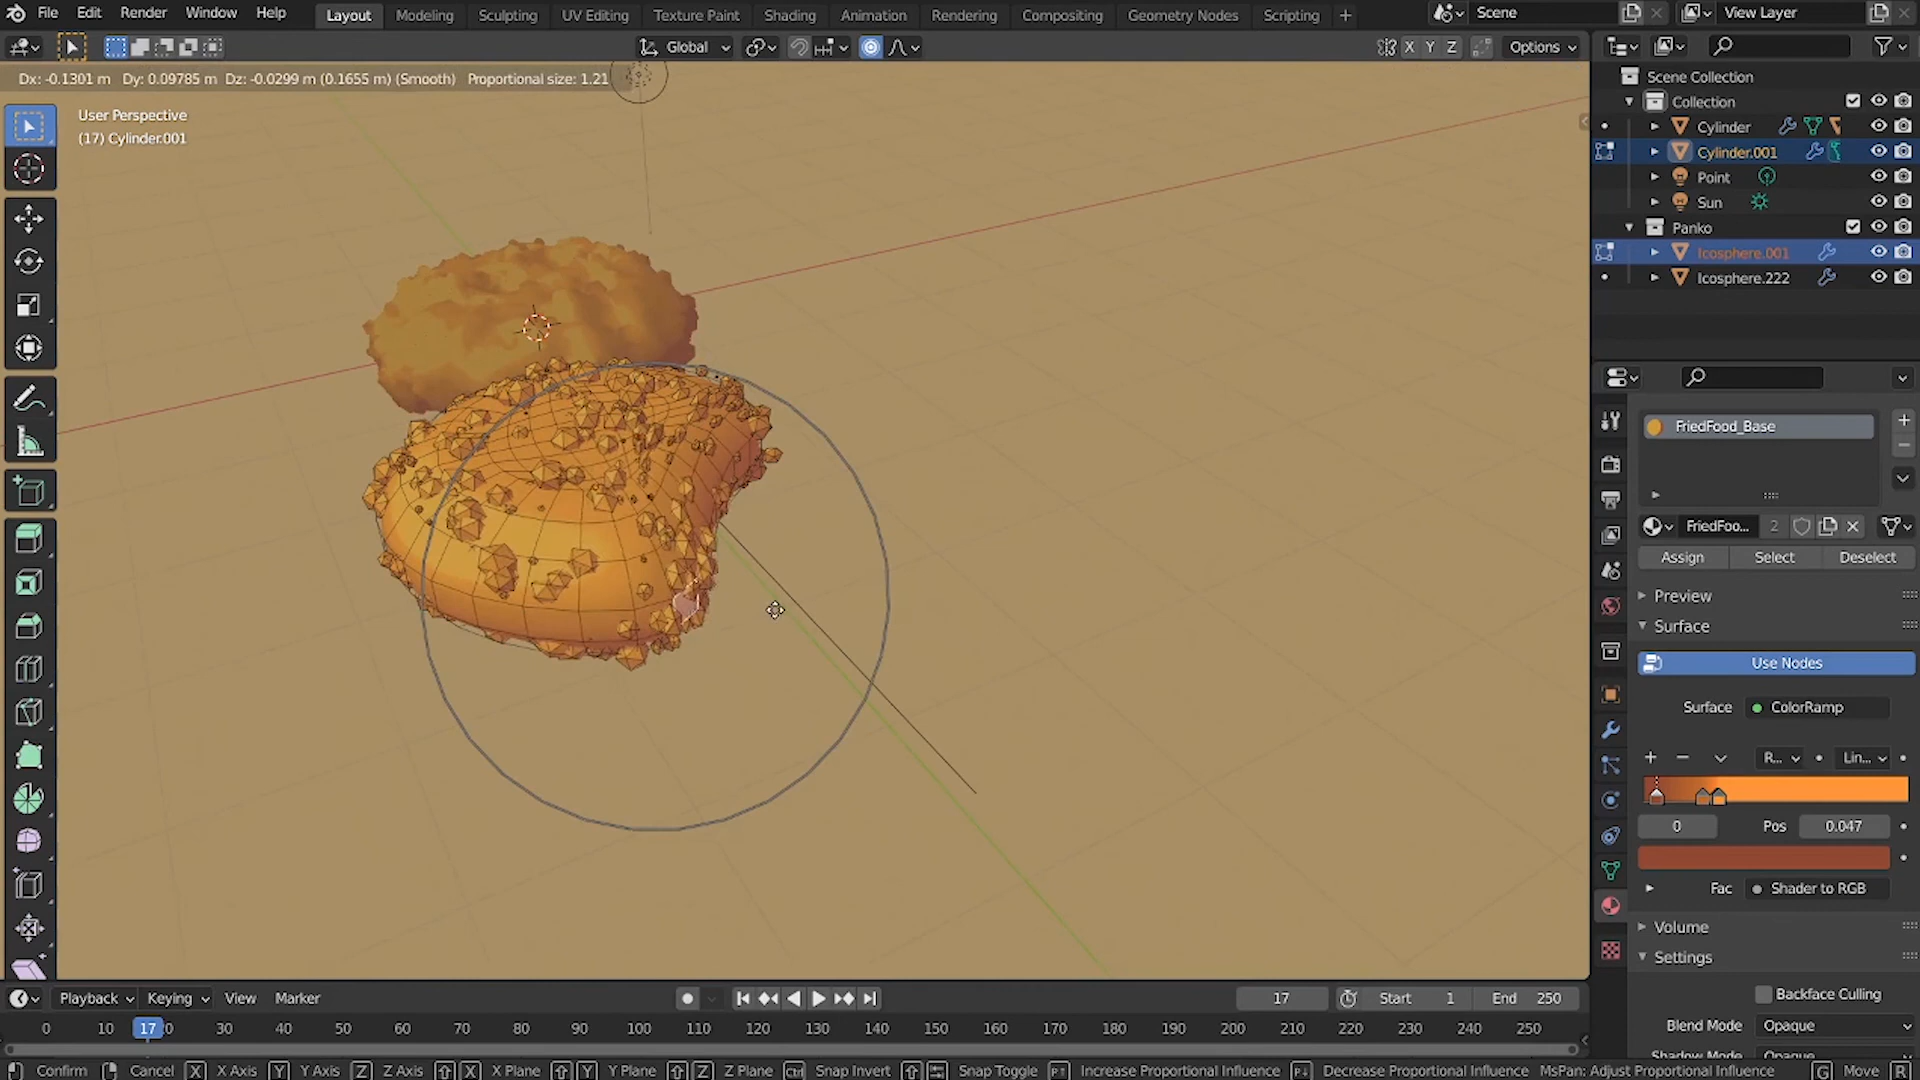 File Edit Render Window Help Layout Modeling Sculpting UV Editing Texture Paint Shading Animation Rendering Compositing Geometry Nodes Scripting + Scene View Layer
Global X Y Z Options
Dx: -0.1301 m Dy: 0.09785 m Dz: -0.0299 m (0.1655 m) (Smooth) Proportional size: 1.21
User Perspective
(17) Cylinder.001
Scene Collection
Collection
Cylinder
Cylinder.001
Point
Sun
Panko
Icosphere.001
Icosphere.222
FriedFood_Base
FriedFoo... 2
Assign Select Deselect
Preview
Surface
Use Nodes
Surface ColorRamp
R... Lin...
0 Pos 0.047
Fac Shader to RGB
Volume
Settings
Backface Culling
Blend Mode Opaque
Playback Keying View Marker 17 Start 1 End 250
0 10 17 20 30 40 50 60 70 80 90 100 110 120 130 140 150 160 170 180 190 200 210 220 230 240 250
Confirm Cancel X X Axis Y Y Axis Z Z Axis X X Plane Y Y Plane Z Z Plane Ctrl Snap Invert Snap Toggle Increase Proportional Influence Decrease Proportional Influence MsPan: Adjust Proportional Influence G Move R